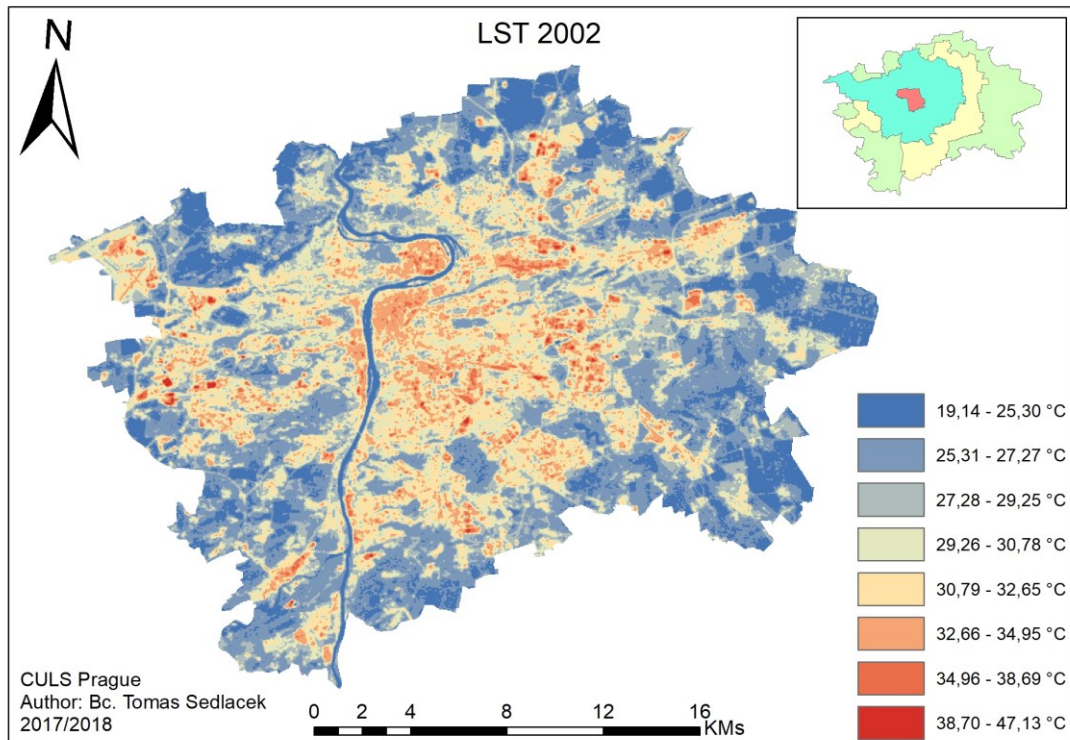 N
LST 2002
19,14 - 25,30 °C
25,31 - 27,27 °C
27,28 - 29,25 °C
29,26 - 30,78 °C
30,79 - 32,65 °C
32,66 - 34,95 °C
34,96 - 38,69 °C
38,70 - 47,13 °C
CULS Prague
Author: Bc. Tomas Sedlacek
2017/2018
0 2 4 8 12 16
KMs